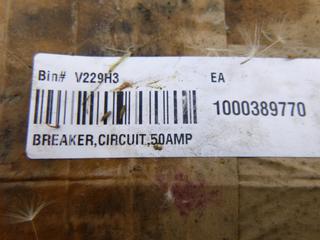 Bin# V229H3 EA
1000389770
BREAKER,CIRCUIT,50AMP